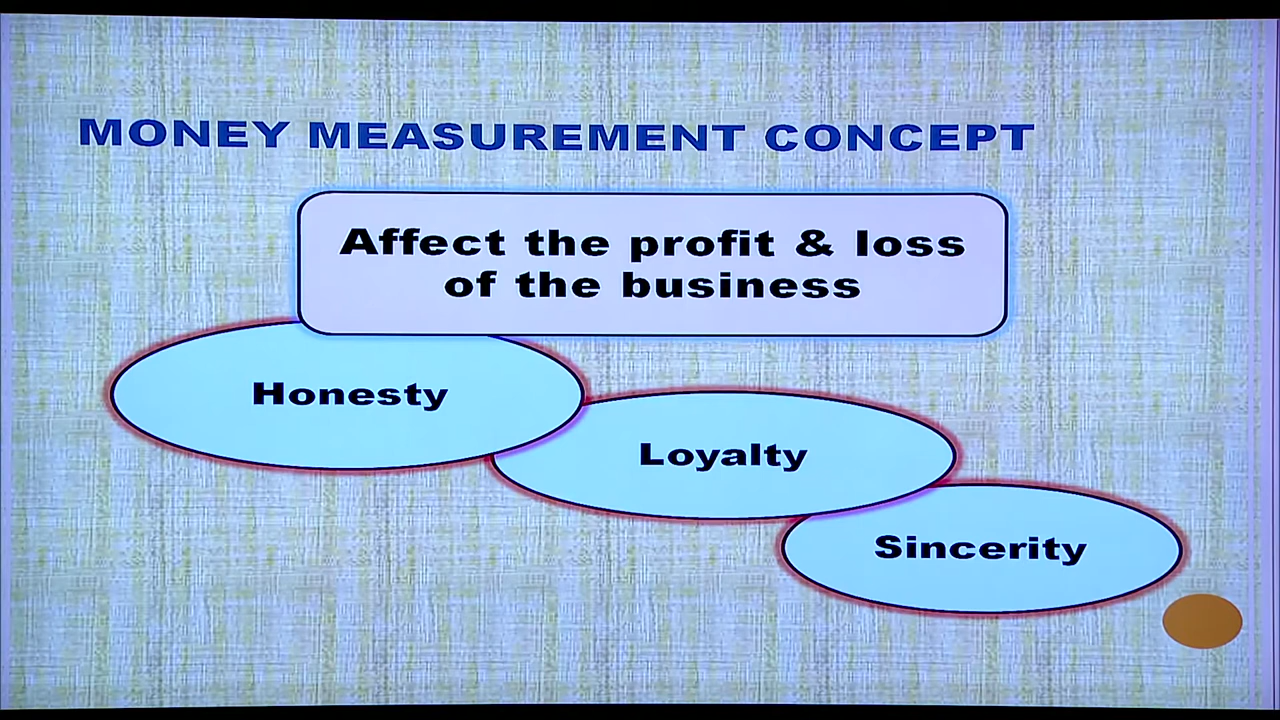 MONEY MEASUREMENT CONCEPT
Affect the profit & loss
of the business
Honesty
Loyalty
Sincerity